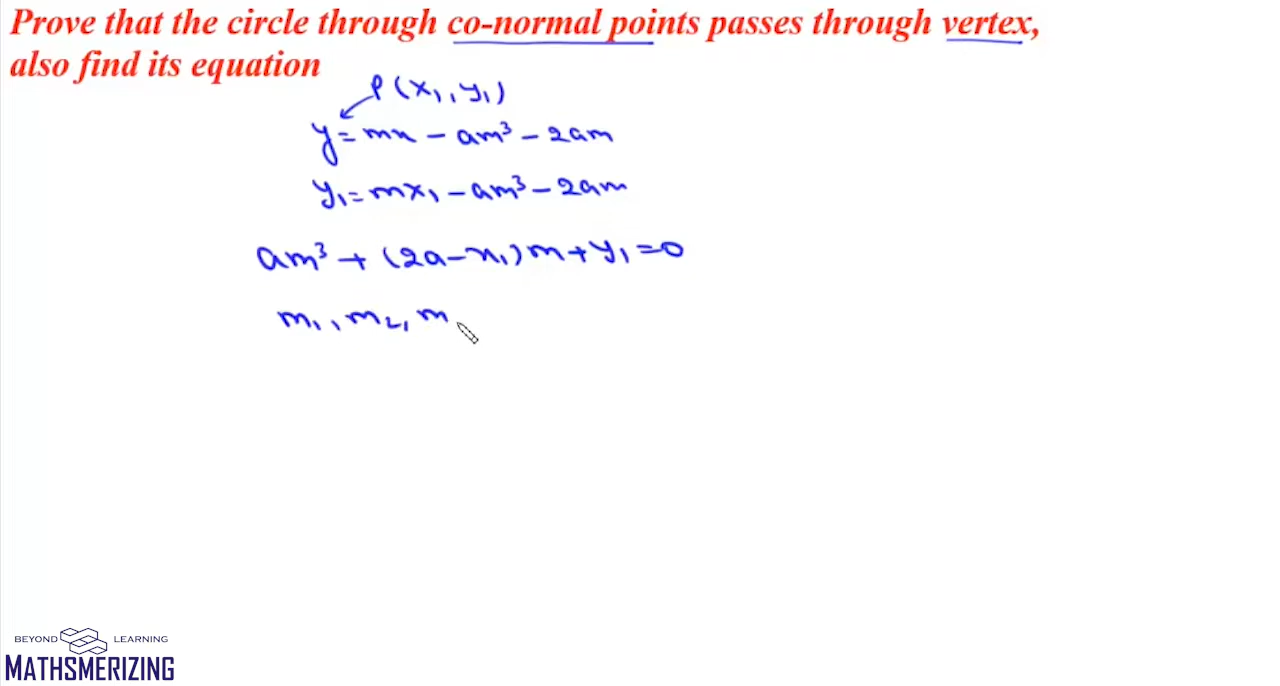 Prove that the circle through co-normal points passes through vertex,
also find its equation
P(x₁, y₁)
y = mx - am³ - 2am
y₁ = mx₁ - am³ - 2am
am³ + (2a - x₁)m + y₁ = 0
m₁, m₂, m
BEYOND LEARNING
MATHSMERIZING